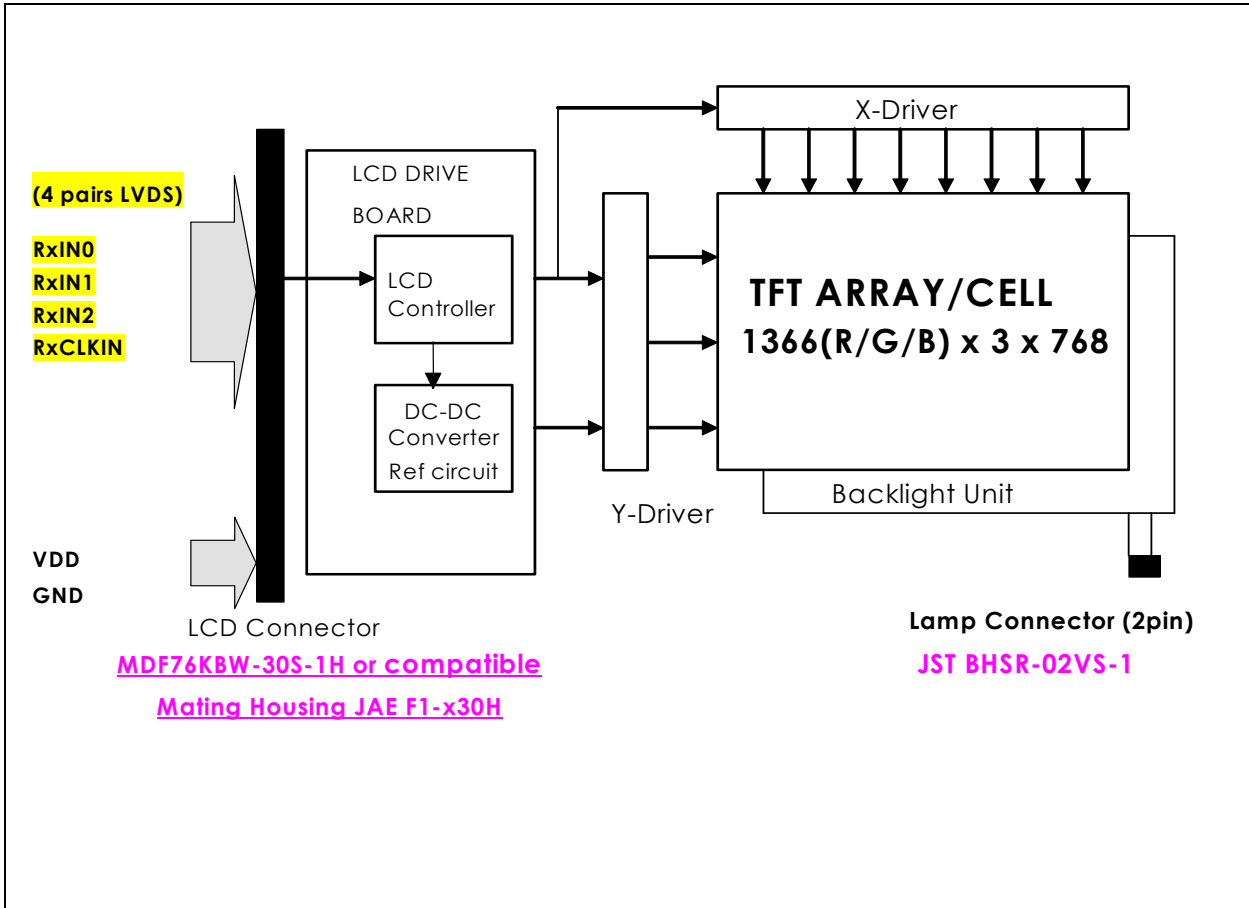 X-Driver
(4 pairs LVDS)
RxIN0
RxIN1
RxIN2
RxCLKIN
LCD DRIVE
BOARD
LCD
Controller
DC-DC
Converter
Ref circuit
TFT ARRAY/CELL
1366(R/G/B) x 3 x 768
Backlight Unit
Y-Driver
VDD
GND
LCD Connector
MDF76KBW-30S-1H or compatible
Mating Housing JAE F1-x30H
Lamp Connector (2pin)
JST BHSR-02VS-1